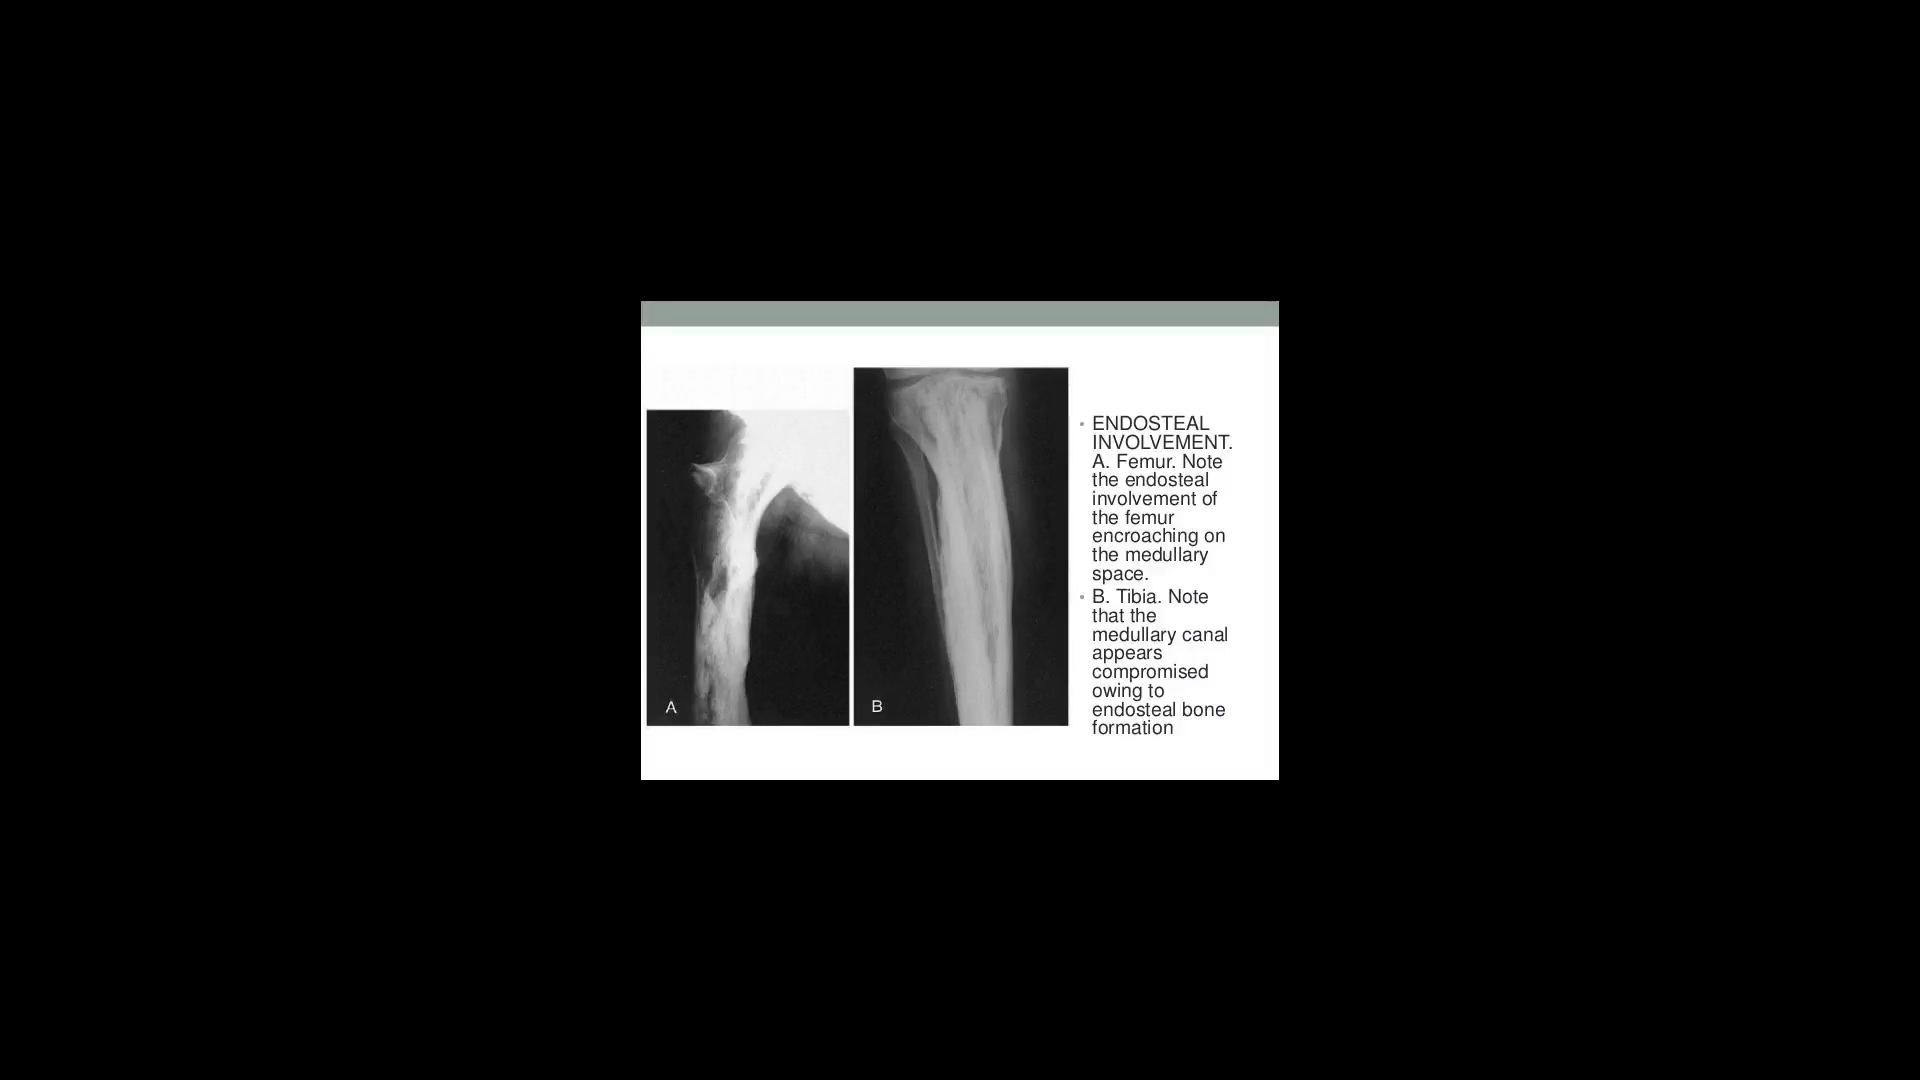 A
B
• ENDOSTEAL
INVOLVEMENT.
A. Femur. Note
the endosteal
involvement of
the femur
encroaching on
the medullary
space.
• B. Tibia. Note
that the
medullary canal
appears
compromised
owing to
endosteal bone
formation